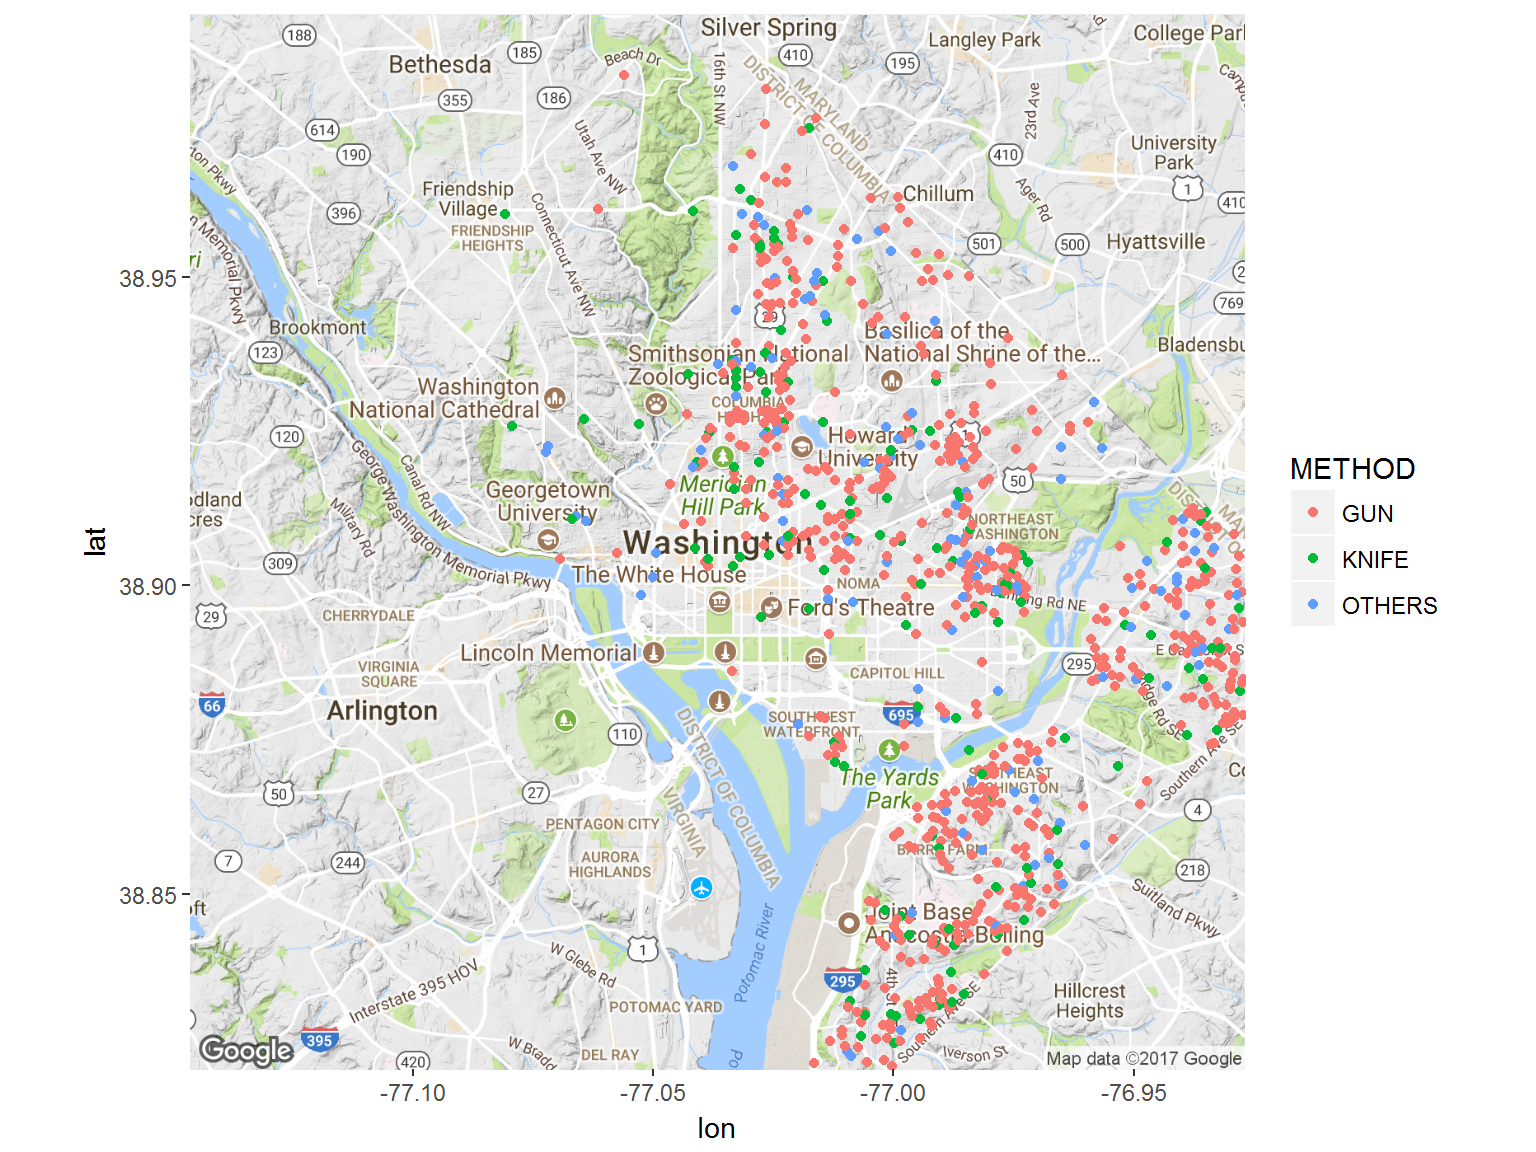 Silver Spring
188
185
Beach Dr
410
Langley Park
College Park
Bethesda
195
16th St NW
MARYLAND
DISTRICT OF COLUMBIA
355
186
23rd Ave
614
190
Utah Ave NW
410
University
Park
1
Ager Rd
Friendship
Village
396
FRIENDSHIP
HEIGHTS
Connecticut Ave NW
Chillum
410
501
500
Hyattsville
38.95
29
769
Brookmont
123
Basilica of the
National Shrine of the...
Bladensbu
Smithsonian National
Zoological Park
Washington
National Cathedral
COLUMBIA
120
Howard
University
1
George Washington Memorial Pkwy
Canal Rd NW
Meridian
Hill Park
50
Georgetown
University
Military Rd
NORTHEAST
WASHINGTON
Washington
309
The White House
NOMA
38.90
Ford's Theatre
Benning Rd NE
29
CHERRYDALE
Lincoln Memorial
VIRGINIA
SQUARE
CAPITOL HILL
295
66
Arlington
SOUTHWEST
WATERFRONT
695
110
DISTRICT OF COLUMBIA
VIRGINIA
The Yards
Park
SOUTHEAST
WASHINGTON
Southern Ave SE
50
27
4
PENTAGON CITY
7
244
AURORA
HIGHLANDS
BARRY FARM
218
38.85
Suitland Pkwy
Joint Base
Anacostia-Bolling
1
W Glebe Rd
Potomac River
295
4th St
Interstate 395 HOV
POTOMAC YARD
Hillcrest
Heights
395
Southern Ave SE
Iverson St
Google
420
W Bradd
DEL RAY
Map data ©2017 Google
-77.10
-77.05
-77.00
-76.95
lon
lat
METHOD
GUN
KNIFE
OTHERS